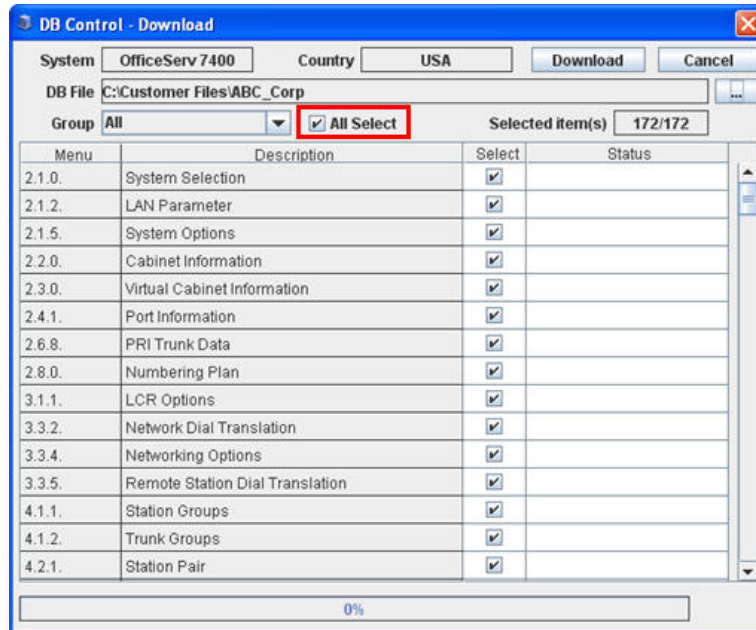 DB Control - Download
System OfficeServ 7400 Country USA Download Cancel
DB File C:\Customer Files\ABC_Corp ...
Group All All Select Selected item(s) 172/172
Menu Description Select Status
2.1.0. System Selection
2.1.2. LAN Parameter
2.1.5. System Options
2.2.0. Cabinet Information
2.3.0. Virtual Cabinet Information
2.4.1. Port Information
2.6.8. PRI Trunk Data
2.8.0. Numbering Plan
3.1.1. LCR Options
3.3.2. Network Dial Translation
3.3.4. Networking Options
3.3.5. Remote Station Dial Translation
4.1.1. Station Groups
4.1.2. Trunk Groups
4.2.1. Station Pair
0%